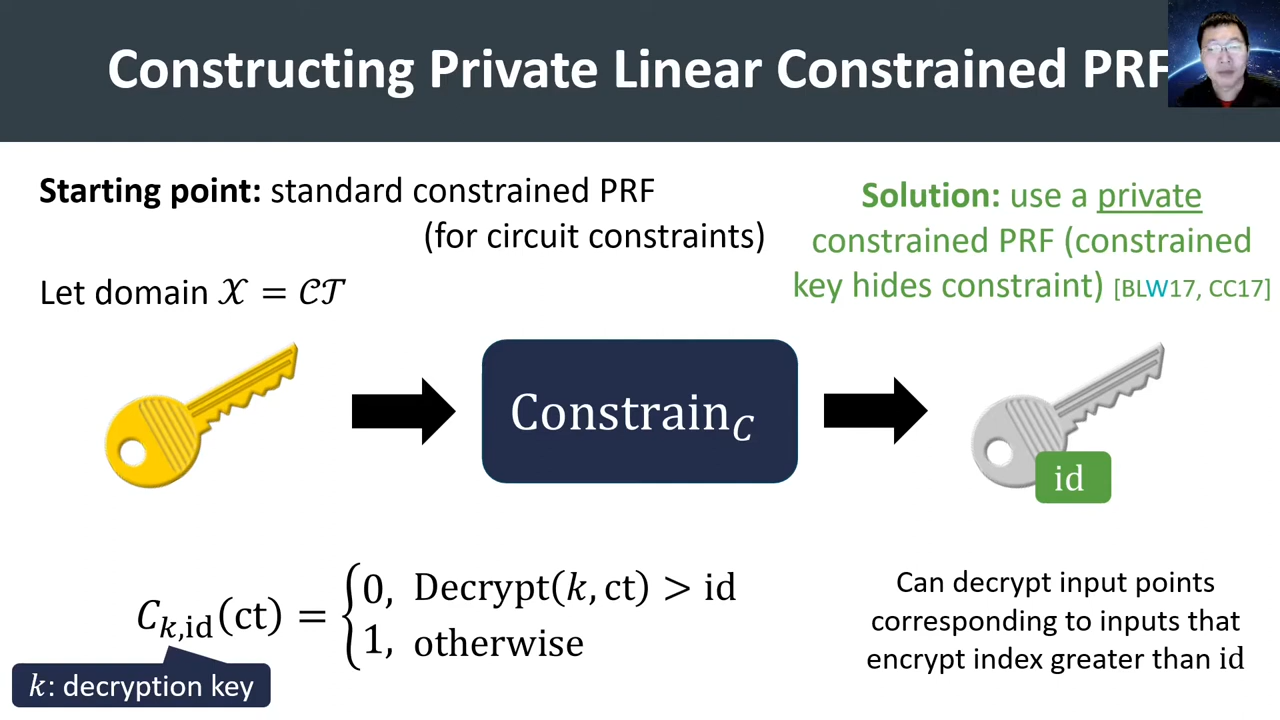 Constructing Private Linear Constrained PRF
Starting point: standard constrained PRF
(for circuit constraints)
Let domain 𝒳 = 𝒞𝒯
Solution: use a private
constrained PRF (constrained
key hides constraint) [BLW17, CC17]
Constrain_C
id
C_{k,id}(ct) = { 0, Decrypt(k, ct) > id
1, otherwise
k: decryption key
Can decrypt input points
corresponding to inputs that
encrypt index greater than id